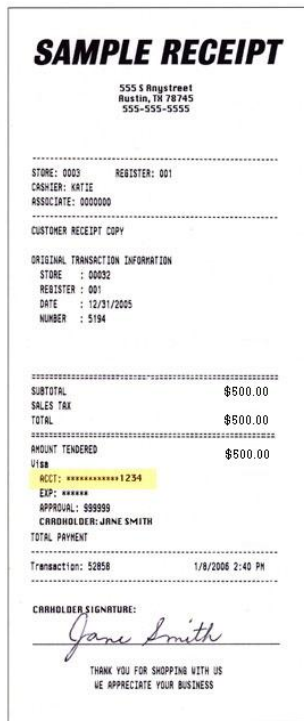 SAMPLE RECEIPT
555 S Anystreet
Austin, TX 78745
555-555-5555
STORE: 0003 REGISTER: 001
CASHIER: KATIE
ASSOCIATE: 0000000
CUSTOMER RECEIPT COPY
ORIGINAL TRANSACTION INFORMATION
STORE : 00032
REGISTER : 001
DATE : 12/31/2005
NUMBER : 5194
SUBTOTAL $500.00
SALES TAX
TOTAL $500.00
AMOUNT TENDERED $500.00
Visa
ACCT: ************1234
EXP: ******
APPROVAL: 999999
CARDHOLDER: JANE SMITH
TOTAL PAYMENT
Transaction: 52858 1/8/2006 2:40 PM
CARHOLDER SIGNATURE:
Jane Smith
THANK YOU FOR SHOPPING WITH US
WE APPRECIATE YOUR BUSINESS